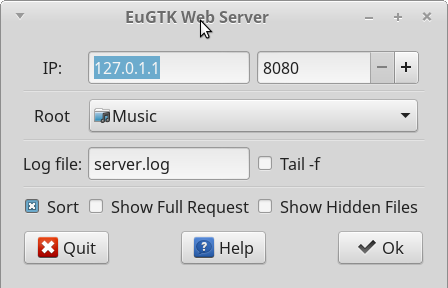 EuGTK Web Server
IP: 127.0.1.1 8080
Root Music
Log file: server.log Tail -f
Sort Show Full Request Show Hidden Files
Quit Help Ok